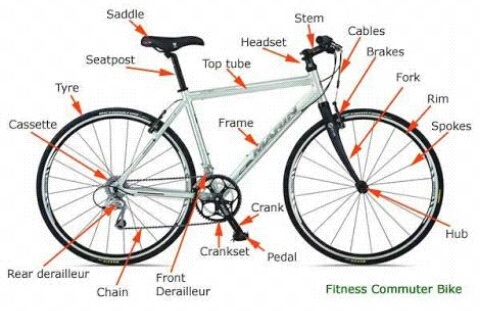 Saddle
Stem
Cables
Headset
Brakes
Seatpost
Top tube
Fork
Tyre
Rim
Cassette
Frame
Spokes
MARIN
Crank
Hub
Crankset
Pedal
Rear derailleur
Front
Derailleur
Chain
Fitness Commuter Bike